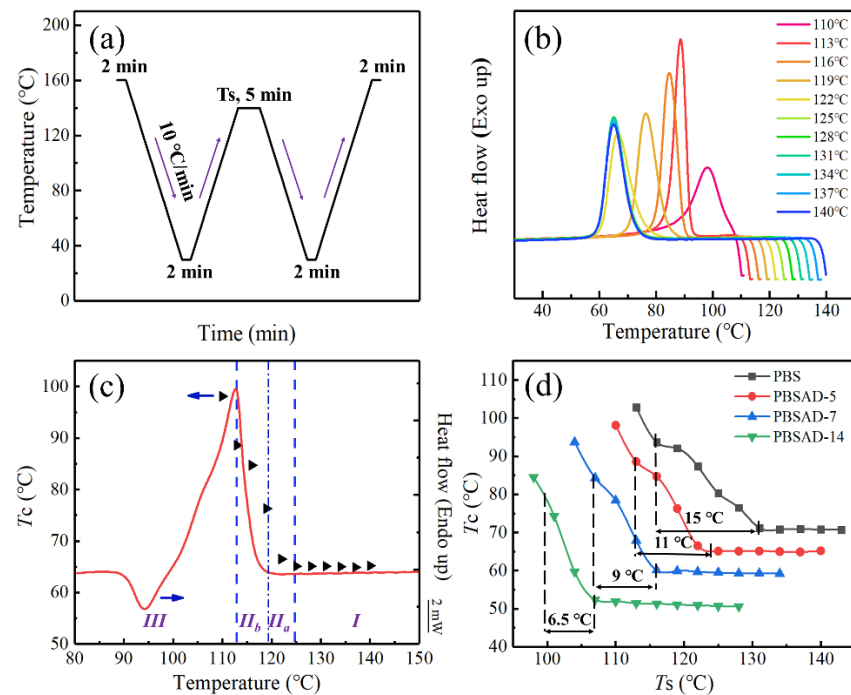 (a)
200
160
120
80
40
0
Temperature (℃)
2 min
2 min
Ts, 5 min
10 ℃/min
2 min
2 min
Time (min)
(b)
110℃
113℃
116℃
119℃
122℃
125℃
128℃
131℃
134℃
137℃
140℃
Heat flow (Exo up)
40
60
80
100
120
140
Temperature (℃)
(c)
100
90
80
70
60
50
Tc (℃)
Heat flow (Endo up)
2 mW
III
IIb
IIa
I
80
90
100
110
120
130
140
150
Temperature (℃)
(d)
PBS
PBSAD-5
PBSAD-7
PBSAD-14
110
100
90
80
70
60
50
40
Tc (℃)
15 ℃
11 ℃
9 ℃
6.5 ℃
100
110
120
130
140
Ts (℃)